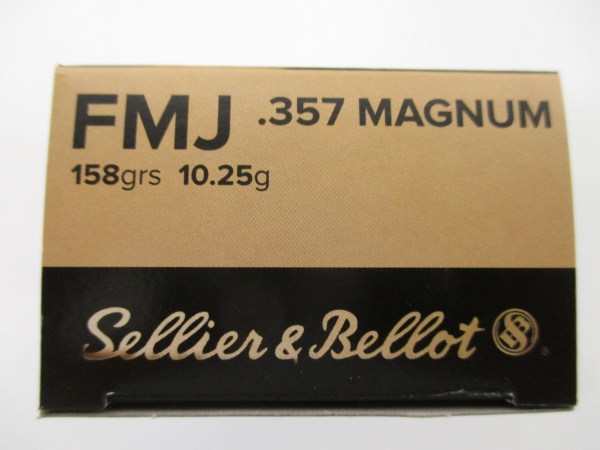 FMJ .357 MAGNUM
158grs 10.25g
Sellier & Bellot